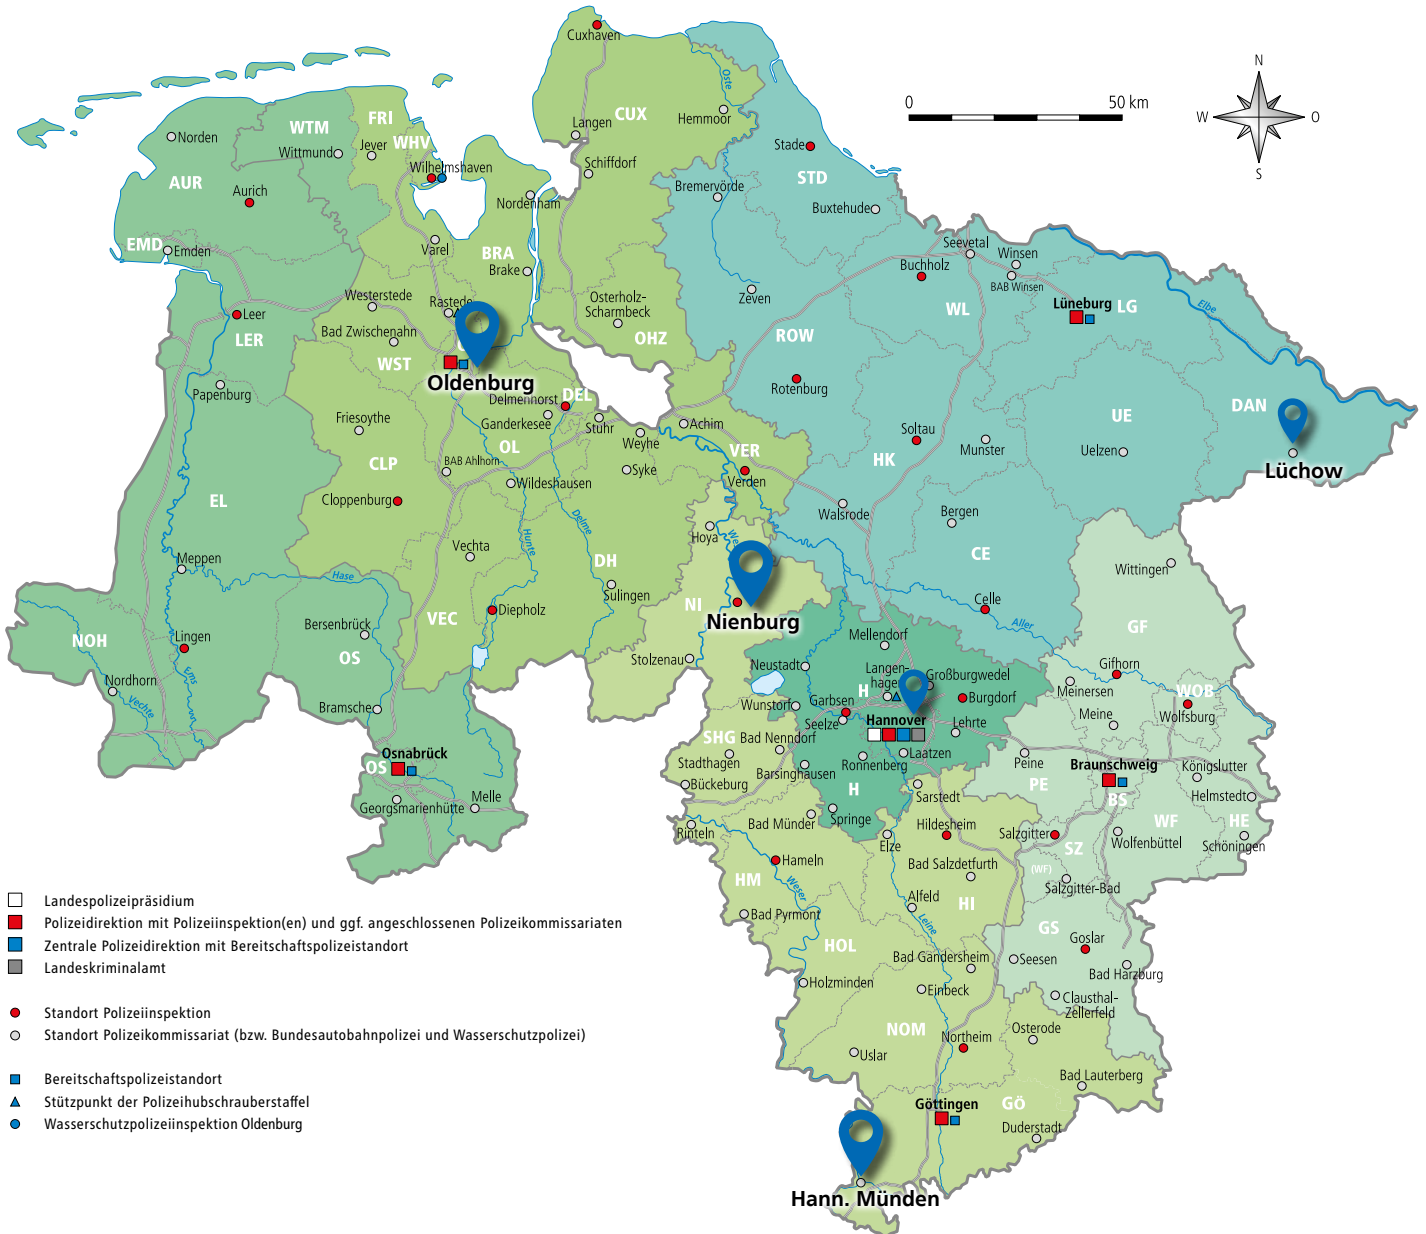 Cuxhaven
CUX
Oste
Hemmoor
Langen
Schiffdorf
N
W
O
S
0
50 km
FRI
WTM
Norden
Wittmund
Jever
WHV
Wilhelmshaven
AUR
Aurich
Nordenham
Stade
STD
Bremervörde
Buxtehude
EMD
Emden
Varel
BRA
Brake
Seevetal
Winsen
BAB Winsen
Buchholz
Zeven
Westerstede
Rastede
Osterholz-
Scharmbeck
Leer
LER
Bad Zwischenahn
WST
OHZ
ROW
WL
Lüneburg
LG
Elbe
Oldenburg
Papenburg
Delmenhorst
DEL
Ganderkesee
Stuhr
Rotenburg
Friesoythe
OL
Weyhe
Achim
VER
Soltau
Munster
UE
Uelzen
DAN
Lüchow
CLP
BAB Ahlhorn
Syke
Verden
HK
Wildeshausen
Cloppenburg
EL
Delme
Hunte
Walsrode
Bergen
Hoya
We
CE
Meppen
Hase
Vechta
DH
Sulingen
Wittingen
NI
Nienburg
Diepholz
VEC
Celle
Aller
GF
NOH
Lingen
Bersenbrück
OS
Ems
Stolzenau
Mellendorf
Neustadt
Langen-
hagen
H
Großburgwedel
Burgdorf
Gifhorn
Meinersen
WOB
Wolfsburg
Nordhorn
Vechte
Bramsche
Wunstorf
Garbsen
Seelze
Hannover
Lehrte
Meine
Osnabrück
OS
SHG
Bad Nenndorf
Stadthagen
Barsinghausen
Ronnenberg
Laatzen
Peine
Braunschweig
Königslutter
Bückeburg
H
Sarstedt
PE
BS
Helmstedt
Georgsmarienhütte
Melle
Rinteln
Bad Münder
Springe
Hildesheim
Salzgitter
WF
HE
Elze
SZ
Wolfenbüttel
Schöningen
Hameln
HM
Weser
Bad Salzdetfurth
(WF)
Salzgitter-Bad
Alfeld
HI
Bad Pyrmont
Leine
GS
HOL
Goslar
Bad Gandersheim
Seesen
Bad Harzburg
Holzminden
Einbeck
Clausthal-
Zellerfeld
NOM
Northeim
Osterode
Uslar
Bad Lauterberg
Göttingen
GÖ
Duderstadt
Hann. Münden
Landespolizeipräsidium
Polizeidirektion mit Polizeiinspektion(en) und ggf. angeschlossenen Polizeikommissariaten
Zentrale Polizeidirektion mit Bereitschaftspolizeistandort
Landeskriminalamt
Standort Polizeiinspektion
Standort Polizeikommissariat (bzw. Bundesautobahnpolizei und Wasserschutzpolizei)
Bereitschaftspolizeistandort
Stützpunkt der Polizeihubschrauberstaffel
Wasserschutzpolizeiinspektion Oldenburg